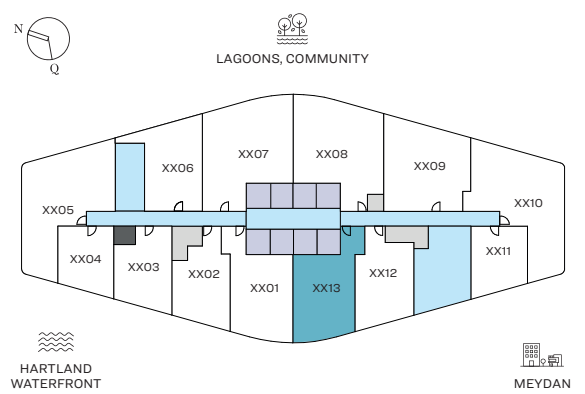 N
Q
LAGOONS, COMMUNITY
XX06
XX07
XX08
XX09
XX05
XX10
XX04
XX03
XX02
XX01
XX13
XX12
XX11
HARTLAND
WATERFRONT
MEYDAN